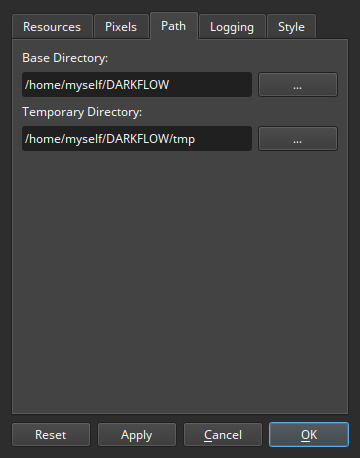 Resources Pixels Path Logging Style
Base Directory:
/home/myself/DARKFLOW ...
Temporary Directory:
/home/myself/DARKFLOW/tmp ...
Reset Apply Cancel OK